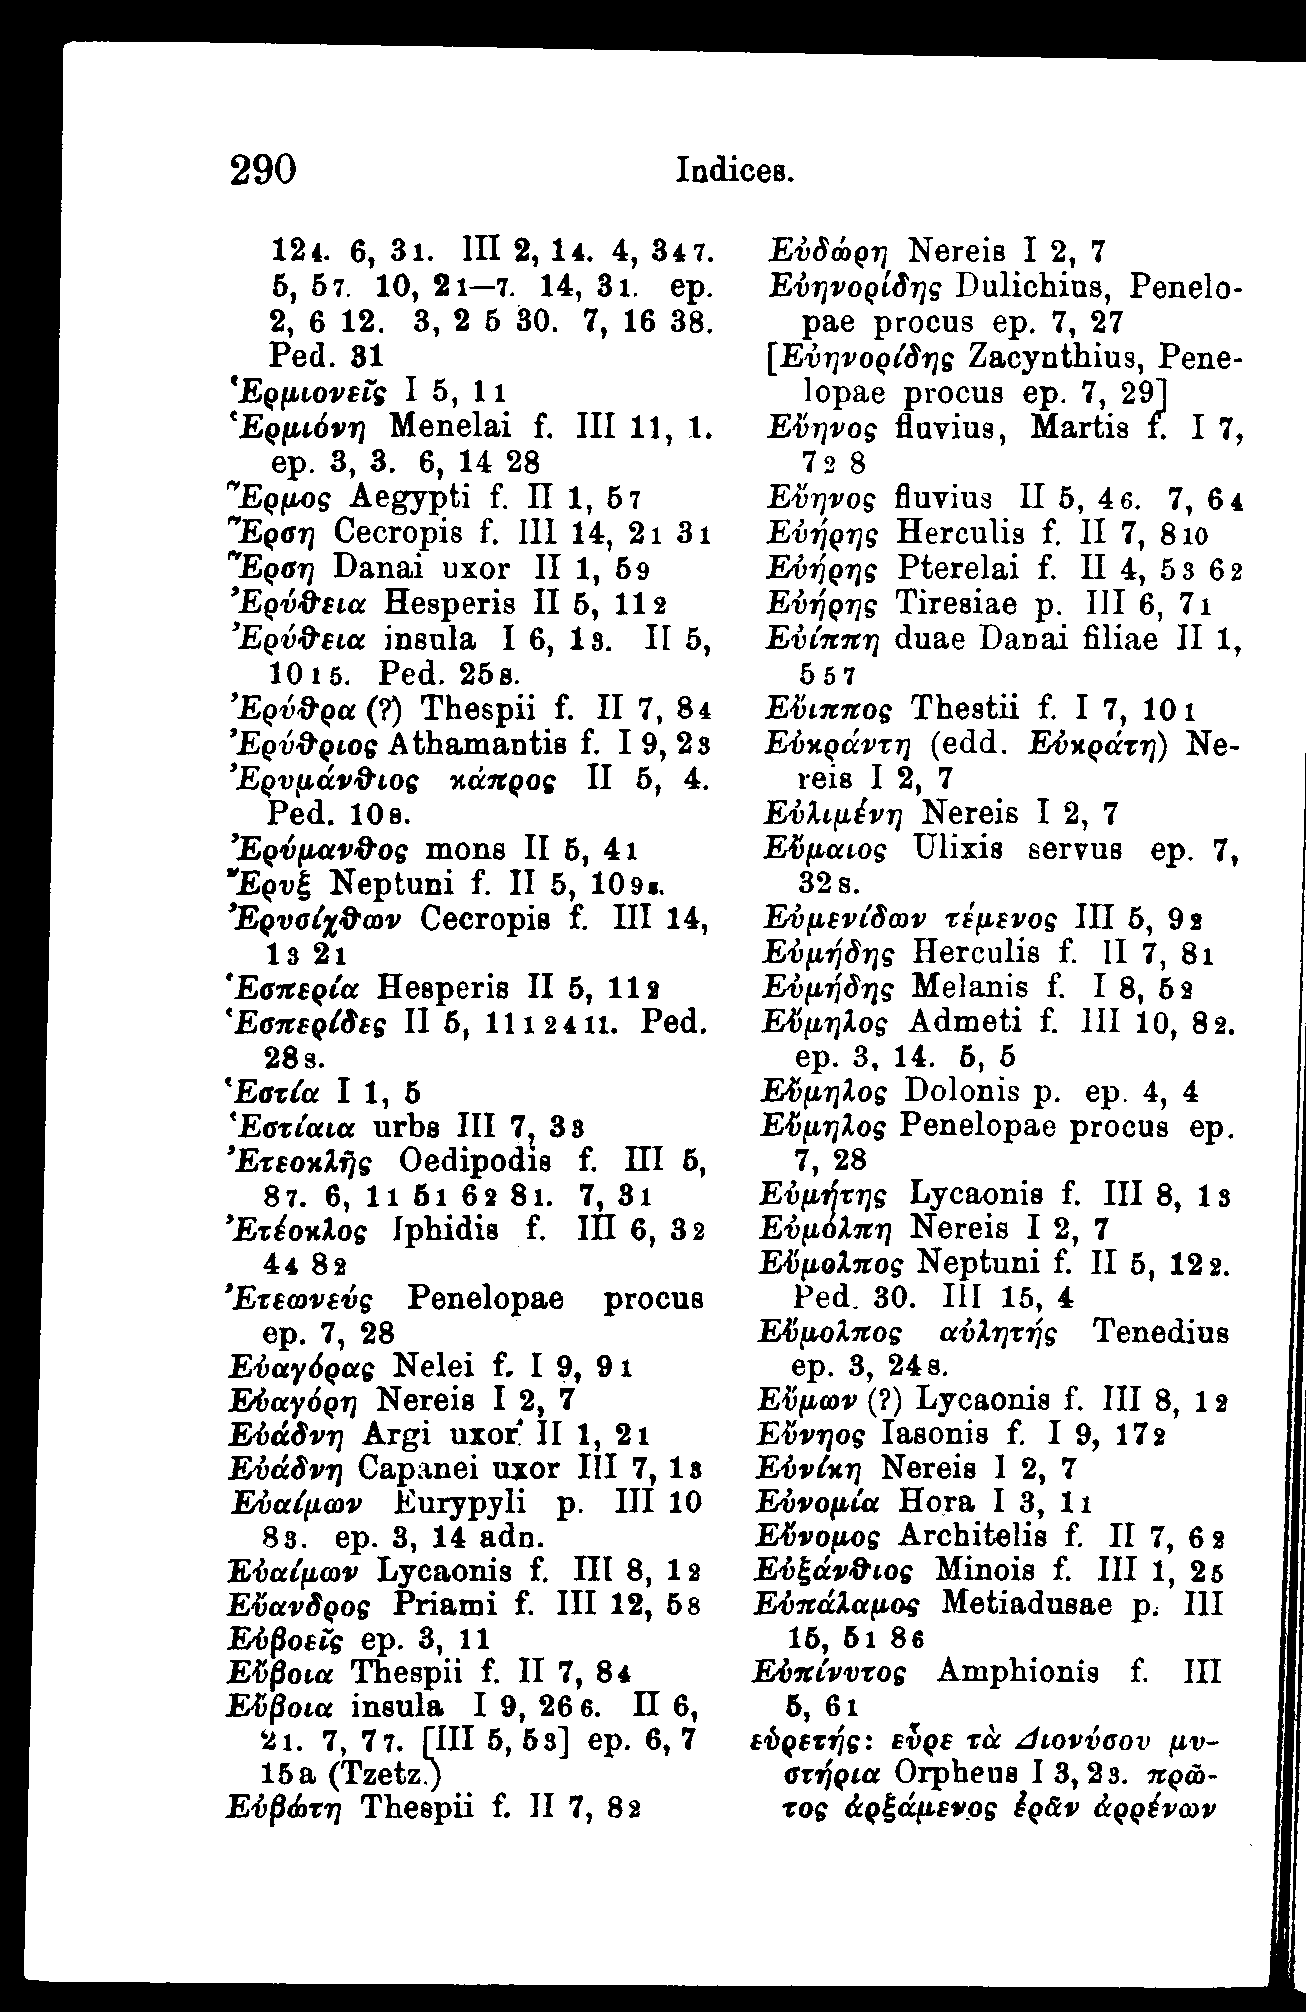 290
Indices.
124. 6, 31. III 2, 14. 4, 347.
5, 57. 10, 21—7. 14, 31. ep.
2, 6 12. 3, 2 5 30. 7, 16 38.
Ped. 31
Ἑρμιονεῖς I 5, 11
Ἑρμιόνη Menelai f. III 11, 1.
ep. 3, 3. 6, 14 28
Ἕρμος Aegypti f. II 1, 57
Ἕρση Cecropis f. III 14, 21 31
Ἕρση Danai uxor II 1, 59
Ἐρύθεια Hesperis II 5, 112
Ἐρύθεια insula I 6, 13. II 5,
1015. Ped. 25s.
Ἐρύθρα (?) Thespii f. II 7, 84
Ἐρύθριος Athamantis f. I 9, 23
Ἐρυμάνθιος κάπρος II 5, 4.
Ped. 10s.
Ἐρύμανθος mons II 5, 41
Ἔρυξ Neptuni f. II 5, 109s.
Ἐρυσίχθων Cecropis f. III 14,
13 21
Ἑσπερία Hesperis II 5, 112
Ἑσπερίδες II 5, 11 1 2 4 11. Ped.
28s.
Ἑστία I 1, 5
Ἑστίαια urbs III 7, 33
Ἐτεοκλῆς Oedipodis f. III 5,
87. 6, 11 51 62 81. 7, 31
Ἐτέοκλος Iphidis f. III 6, 32
44 82
Ἐτεωνεύς Penelopae procus
ep. 7, 28
Εὐαγόρας Nelei f. I 9, 91
Εὐαγόρη Nereis I 2, 7
Εὐάδνη Argi uxor II 1, 21
Εὐάδνη Capanei uxor III 7, 13
Εὐαίμων Eurypyli p. III 10
83. ep. 3, 14 adn.
Εὐαίμων Lycaonis f. III 8, 12
Εὔανδρος Priami f. III 12, 58
Εὐβοεῖς ep. 3, 11
Εὔβοια Thespii f. II 7, 84
Εὔβοια insula I 9, 266. II 6,
21. 7, 77. [III 5, 53] ep. 6, 7
15a (Tzetz.)
Εὐβώτη Thespii f. II 7, 82
Εὐδώρη Nereis I 2, 7
Εὐηνορίδης Dulichius, Penelo-
pae procus ep. 7, 27
[Εὐηνορίδης Zacynthius, Pene-
lopae procus ep. 7, 29]
Εὔηνος fluvius, Martis f. I 7,
72 8
Εὔηνος fluvius II 5, 46. 7, 64
Εὐήρης Herculis f. II 7, 810
Εὐήρης Pterelai f. II 4, 53 62
Εὐήρης Tiresiae p. III 6, 71
Εὐίππη duae Danai filiae II 1,
5 5 7
Εὔιππος Thestii f. I 7, 101
Εὐκράντη (edd. Εὐκράτη) Ne-
reis I 2, 7
Εὐλιμένη Nereis I 2, 7
Εὔμαιος Ulixis servus ep. 7,
32s.
Εὐμενίδων τέμενος III 5, 92
Εὐμήδης Herculis f. II 7, 81
Εὐμήδης Melanis f. I 8, 52
Εὔμηλος Admeti f. III 10, 82.
ep. 3, 14. 5, 5
Εὔμηλος Dolonis p. ep. 4, 4
Εὔμηλος Penelopae procus ep.
7, 28
Εὐμήτης Lycaonis f. III 8, 13
Εὐμόλπη Nereis I 2, 7
Εὔμολπος Neptuni f. II 5, 122.
Ped. 30. III 15, 4
Εὔμολπος αὐλητής Tenedius
ep. 3, 24s.
Εὔμων (?) Lycaonis f. III 8, 12
Εὔνηος Iasonis f. I 9, 172
Εὐνίκη Nereis I 2, 7
Εὐνομία Hora I 3, 11
Εὔνομος Architelis f. II 7, 62
Εὐξάνθιος Minois f. III 1, 25
Εὐπάλαμος Metiadusae p. III
15, 51 86
Εὐπίνυτος Amphionis f. III
5, 61
εὑρετής: εὗρε τὰ Διονύσου μυ-
στήρια Orpheus I 3, 23. πρῶ-
τος ἀρξάμενος ἐρᾶν ἀρρένων